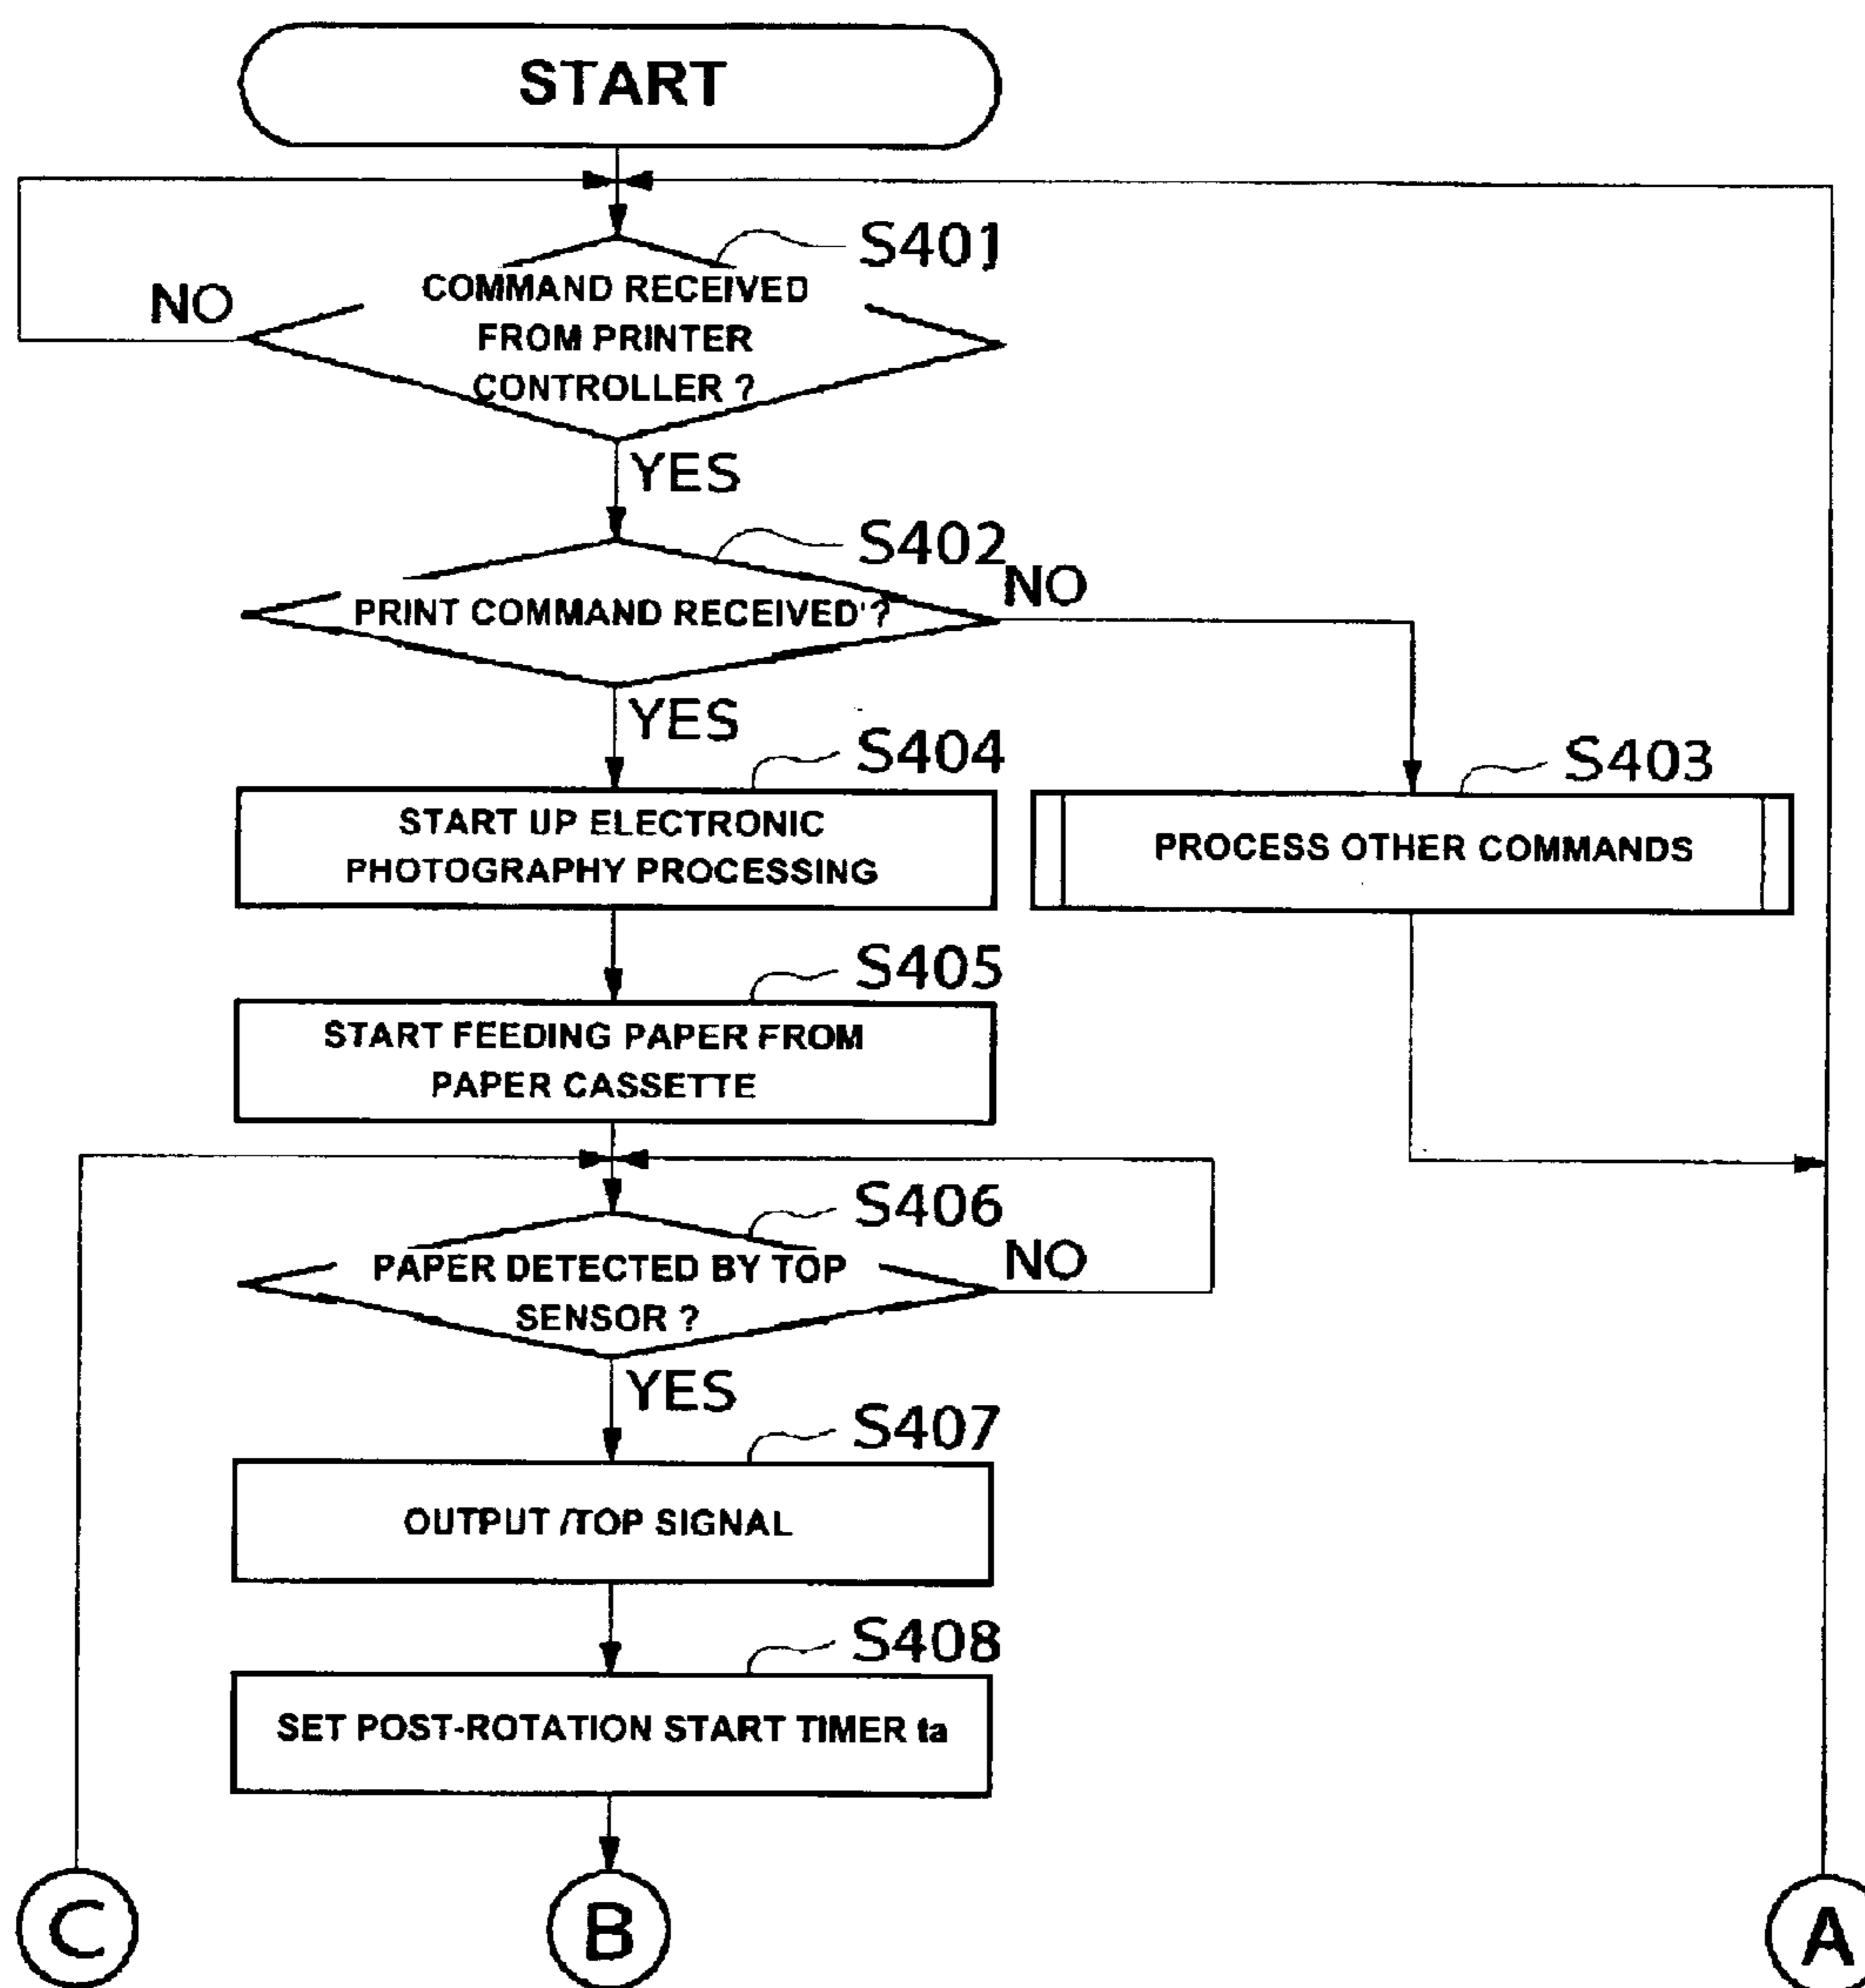 START
S401
COMMAND RECEIVED
FROM PRINTER
CONTROLLER ?
NO
YES
S402
PRINT COMMAND RECEIVED'?
NO
YES
S404
START UP ELECTRONIC
PHOTOGRAPHY PROCESSING
S403
PROCESS OTHER COMMANDS
S405
START FEEDING PAPER FROM
PAPER CASSETTE
S406
PAPER DETECTED BY TOP
SENSOR ?
NO
YES
S407
OUTPUT /TOP SIGNAL
S408
SET POST-ROTATION START TIMER ta
C
B
A